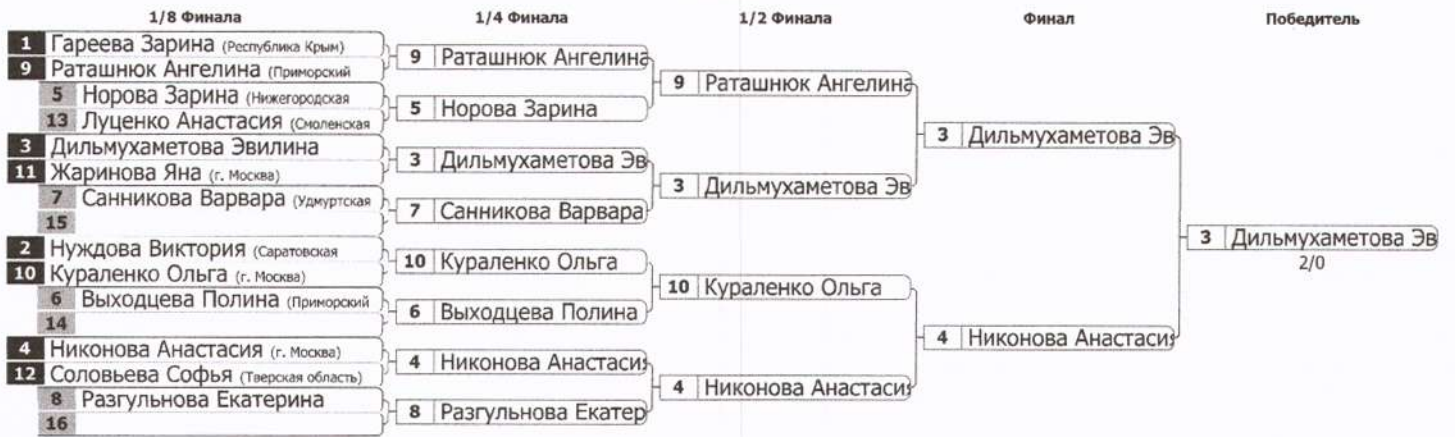 1/8 Финала 1/4 Финала 1/2 Финала Финал Победитель
1 Гареева Зарина (Республика Крым)
9 Раташнюк Ангелина (Приморский
5 Норова Зарина (Нижегородская
13 Луценко Анастасия (Смоленская
3 Дильмухаметова Эвилина
11 Жаринова Яна (г. Москва)
7 Санникова Варвара (Удмуртская
15
2 Нуждова Виктория (Саратовская
10 Кураленко Ольга (г. Москва)
6 Выходцева Полина (Приморский
14
4 Никонова Анастасия (г. Москва)
12 Соловьева Софья (Тверская область)
8 Разгульнова Екатерина
16
9 Раташнюк Ангелина
5 Норова Зарина
3 Дильмухаметова Эв
7 Санникова Варвара
10 Кураленко Ольга
6 Выходцева Полина
4 Никонова Анастасия
8 Разгульнова Екатер
9 Раташнюк Ангелина
3 Дильмухаметова Эв
10 Кураленко Ольга
4 Никонова Анастасия
3 Дильмухаметова Эв
4 Никонова Анастасия
3 Дильмухаметова Эв
2/0